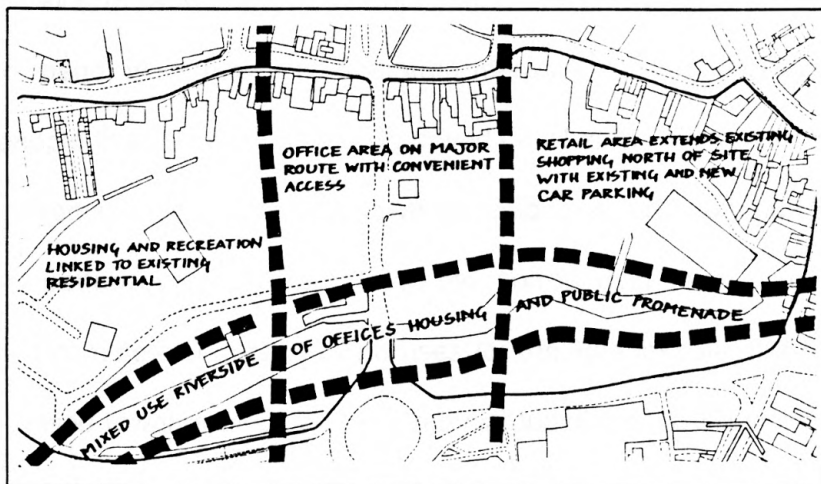 OFFICE AREA ON MAJOR
ROUTE WITH CONVENIENT
ACCESS
RETAIL AREA EXTENDS EXISTING
SHOPPING NORTH OF SITE
WITH EXISTING AND NEW
CAR PARKING
HOUSING AND RECREATION
LINKED TO EXISTING
RESIDENTIAL
MIXED USE RIVERSIDE OF OFFICES HOUSING AND PUBLIC PROMENADE